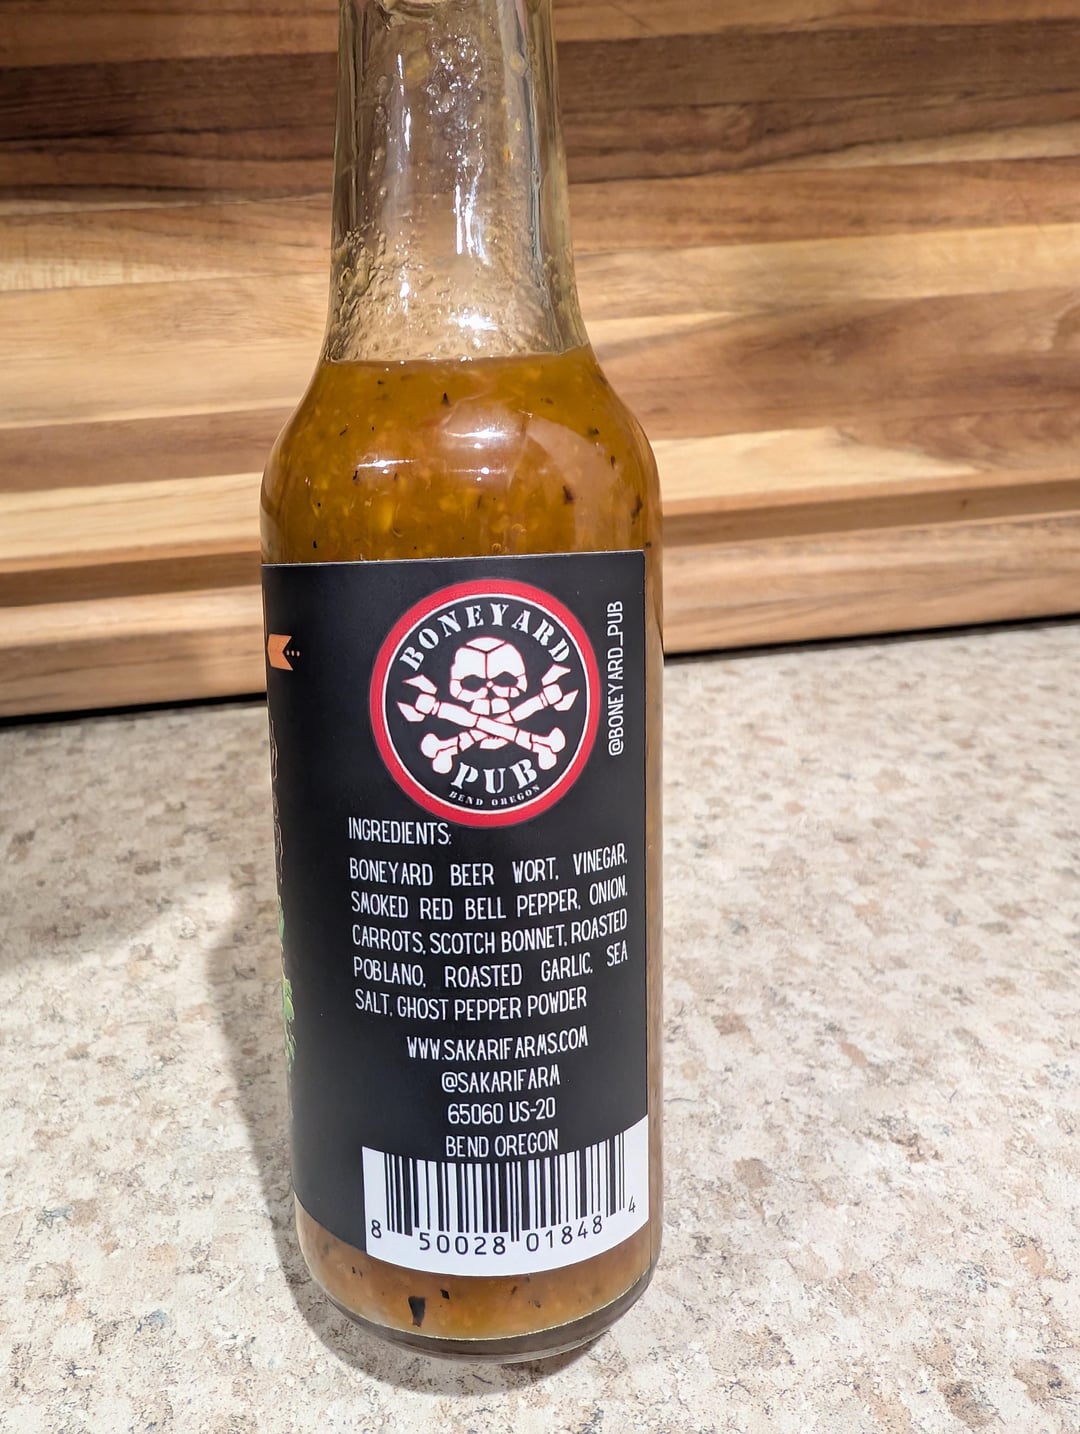 BONEYARD
PUB
BEND OREGON
@BONEYARD_PUB
INGREDIENTS:
BONEYARD BEER WORT, VINEGAR,
SMOKED RED BELL PEPPER, ONION,
CARROTS, SCOTCH BONNET, ROASTED
POBLANO, ROASTED GARLIC, SEA
SALT, GHOST PEPPER POWDER
WWW.SAKARIFARMS.COM
@SAKARIFARM
65060 US-20
BEND OREGON
8 50028 01848 4